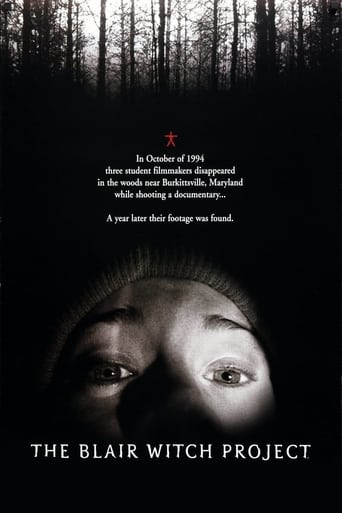 In October of 1994
three student filmmakers disappeared
in the woods near Burkittsville, Maryland
while shooting a documentary...
A year later their footage was found.
THE BLAIR WITCH PROJECT